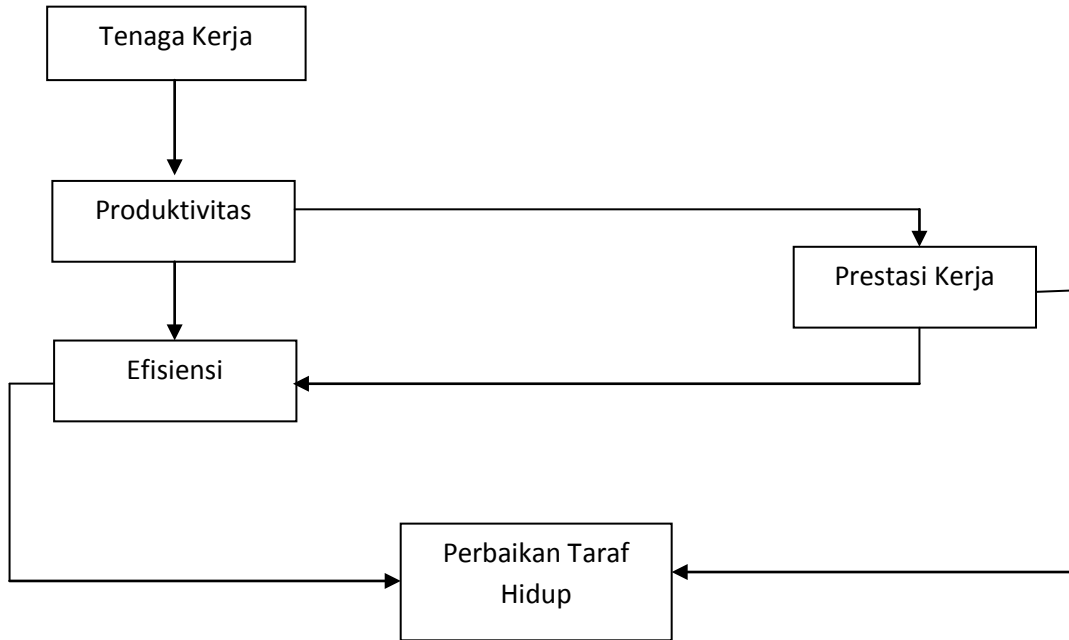 Tenaga Kerja
Produktivitas
Prestasi Kerja
Efisiensi
Perbaikan Taraf
Hidup